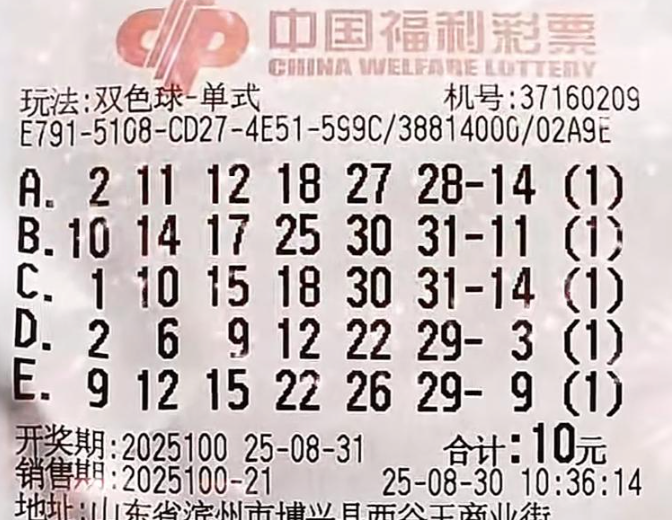 中国福利彩票
CHINA WELFARE LOTTERY
玩法:双色球-单式 机号:37160209
E791-5108-CD27-4E51-599C/38814000/02A9E
A. 2 11 12 18 27 28-14 (1)
B.10 14 17 25 30 31-11 (1)
C. 1 10 15 18 30 31-14 (1)
D. 2 6 9 12 22 29- 3 (1)
E. 9 12 15 22 26 29- 9 (1)
开奖期:2025100 25-08-31 合计:10元
销售期:2025100-21 25-08-30 10:36:14
地址:山东省滨州市博兴县西谷王商业街